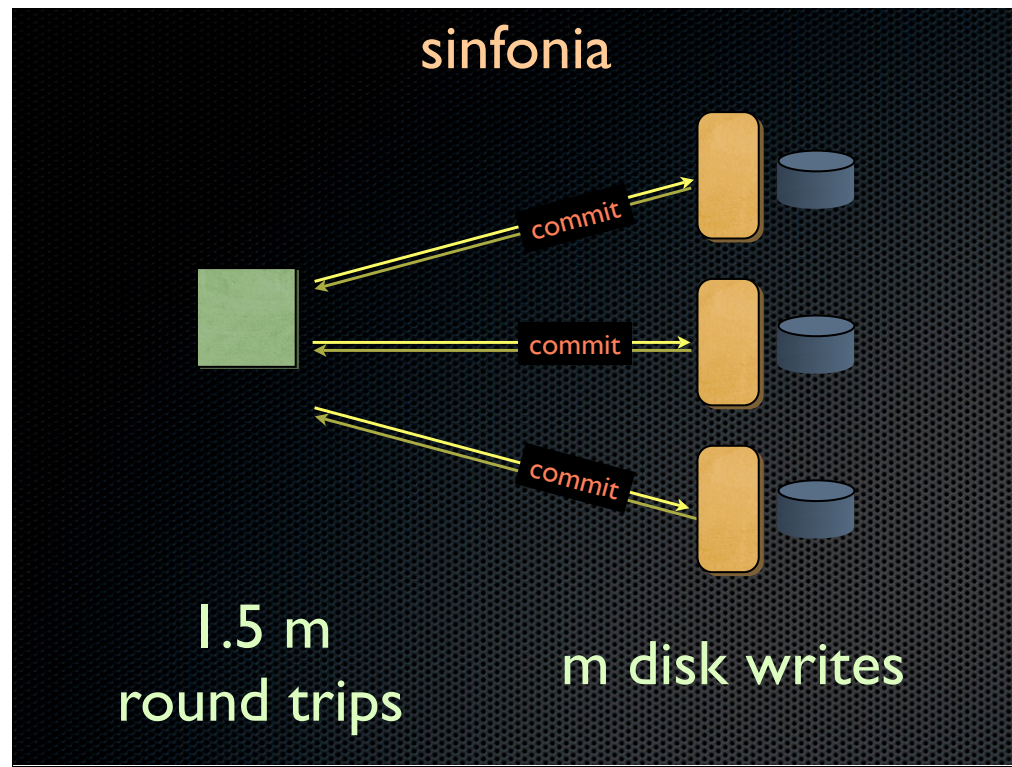 sinfonia
commit
commit
commit
1.5 m
round trips
m disk writes